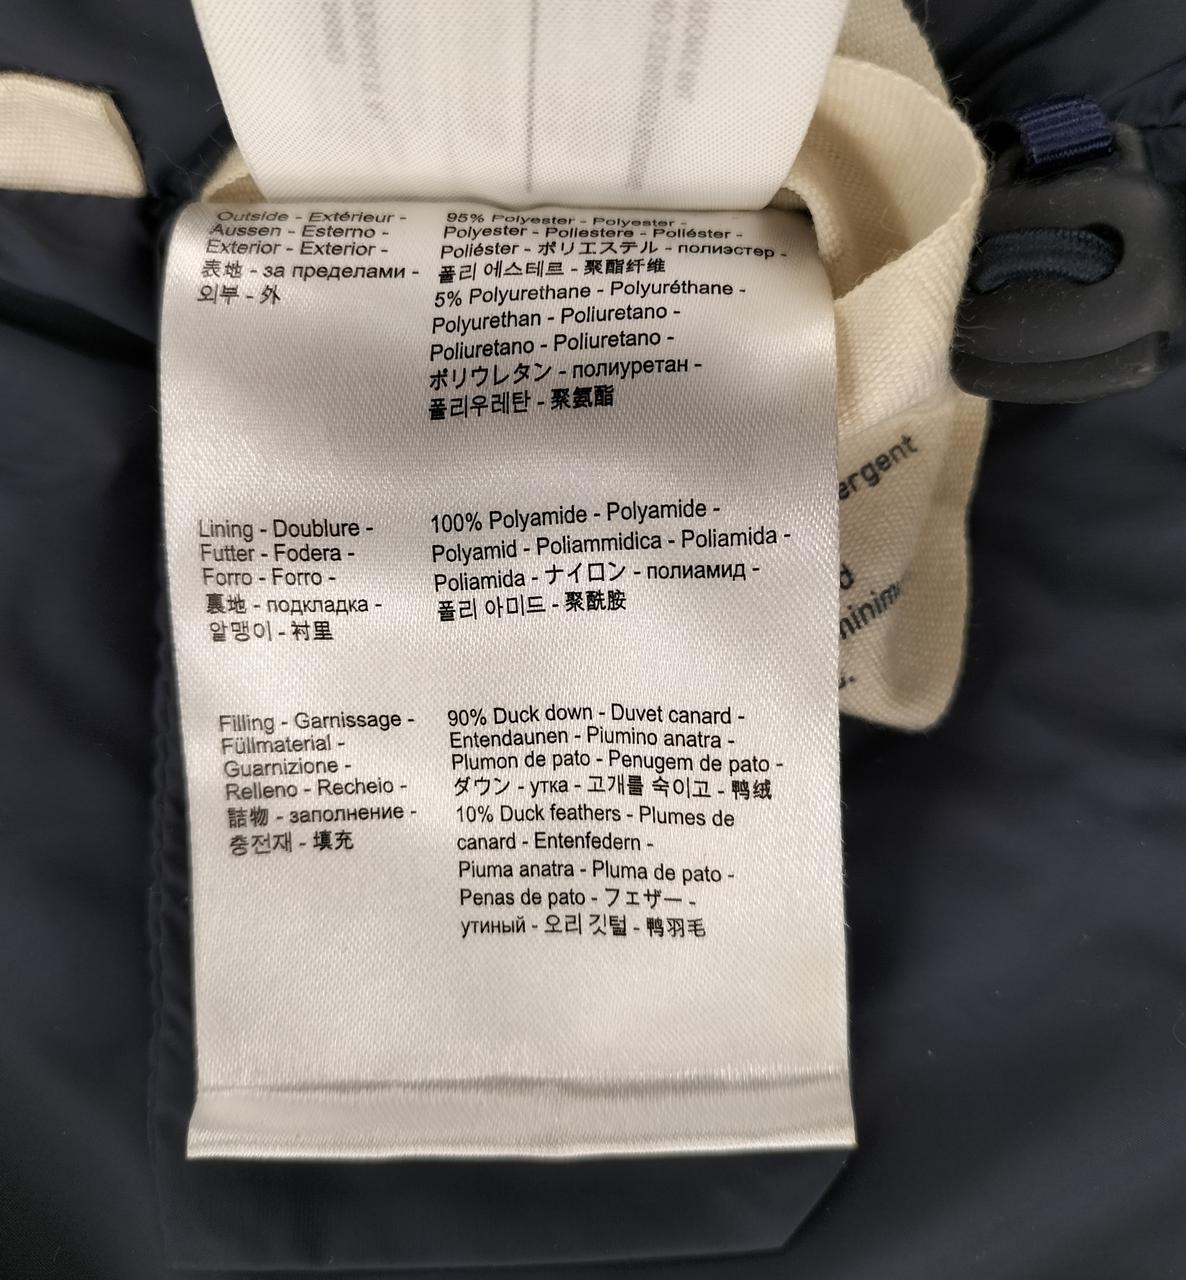 Outside - Extérieur -
Aussen - Esterno -
Exterior - Exterior -
表地 - за пределами -
외부 - 外
95% Polyester - Polyester -
Polyester - Poliestere - Poliéster -
Poliéster - ポリエステル - полиэстер -
폴리 에스테르 - 聚酯纤维
5% Polyurethane - Polyuréthane -
Polyurethan - Poliuretano -
Poliuretano - Poliuretano -
ポリウレタン - полиуретан -
폴리우레탄 - 聚氨酯
Lining - Doublure -
Futter - Fodera -
Forro - Forro -
裏地 - подкладка -
알맹이 - 衬里
100% Polyamide - Polyamide -
Polyamid - Poliammidica - Poliamida -
Poliamida - ナイロン - полиамид -
폴리 아미드 - 聚酰胺
Filling - Garnissage -
Füllmaterial -
Guarnizione -
Relleno - Recheio -
詰物 - заполнение -
충전재 - 填充
90% Duck down - Duvet canard -
Entendaunen - Piumino anatra -
Plumon de pato - Penugem de pato -
ダウン - утка - 고개를 숙이고 - 鸭绒
10% Duck feathers - Plumes de
canard - Entenfedern -
Piuma anatra - Pluma de pato -
Penas de pato - フェザー -
утиный - 오리 깃털 - 鸭羽毛